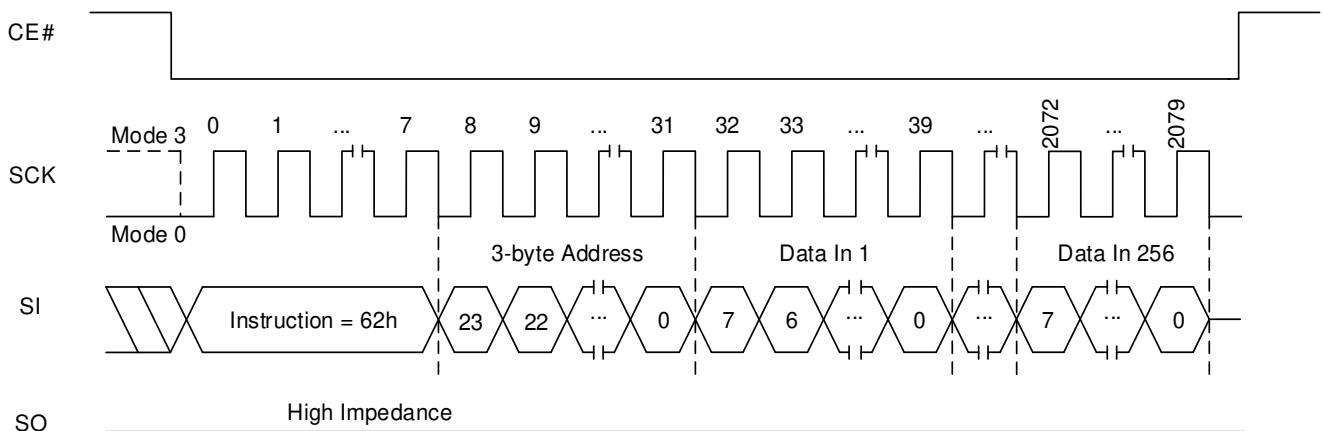 CE#
0 1 ... 7 8 9 ... 31 32 33 ... 39 ... 2072 ... 2079
Mode 3
SCK
Mode 0
3-byte Address Data In 1 Data In 256
SI
Instruction = 62h 23 22 ... 0 7 6 ... 0 ... 7 ... 0
High Impedance
SO